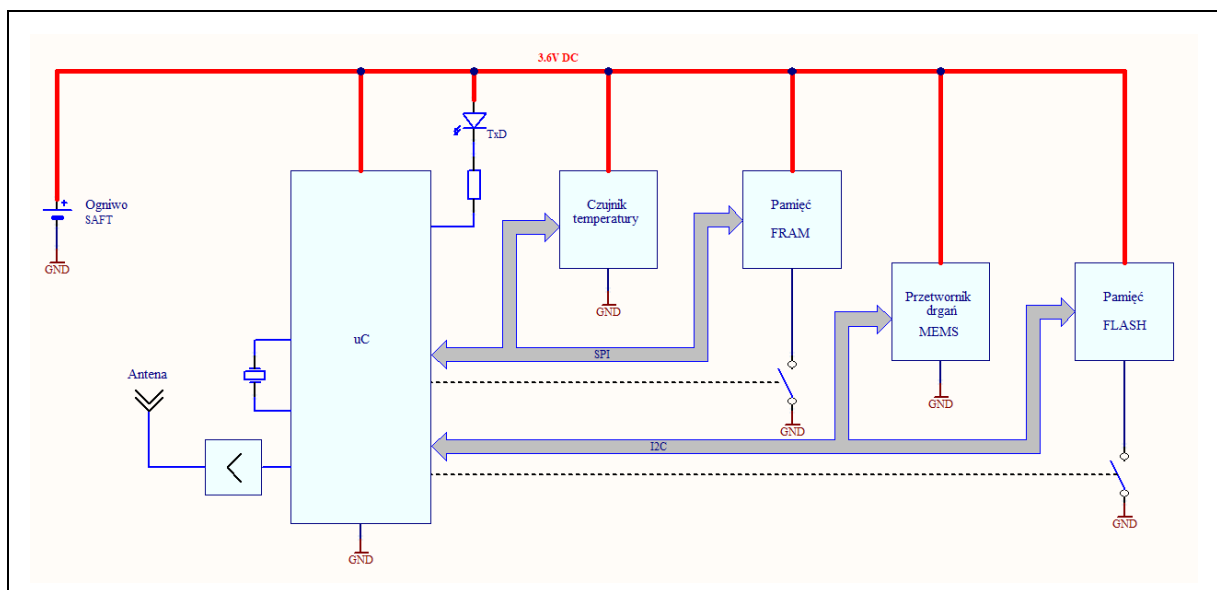 3.6V DC
TxD
Ogniwo
SAFT
GND
Czujnik
temperatury
GND
Pamięć
FRAM
GND
Przetwornik
drgań
MEMS
GND
Pamięć
FLASH
GND
uC
SPI
I2C
Antena
GND